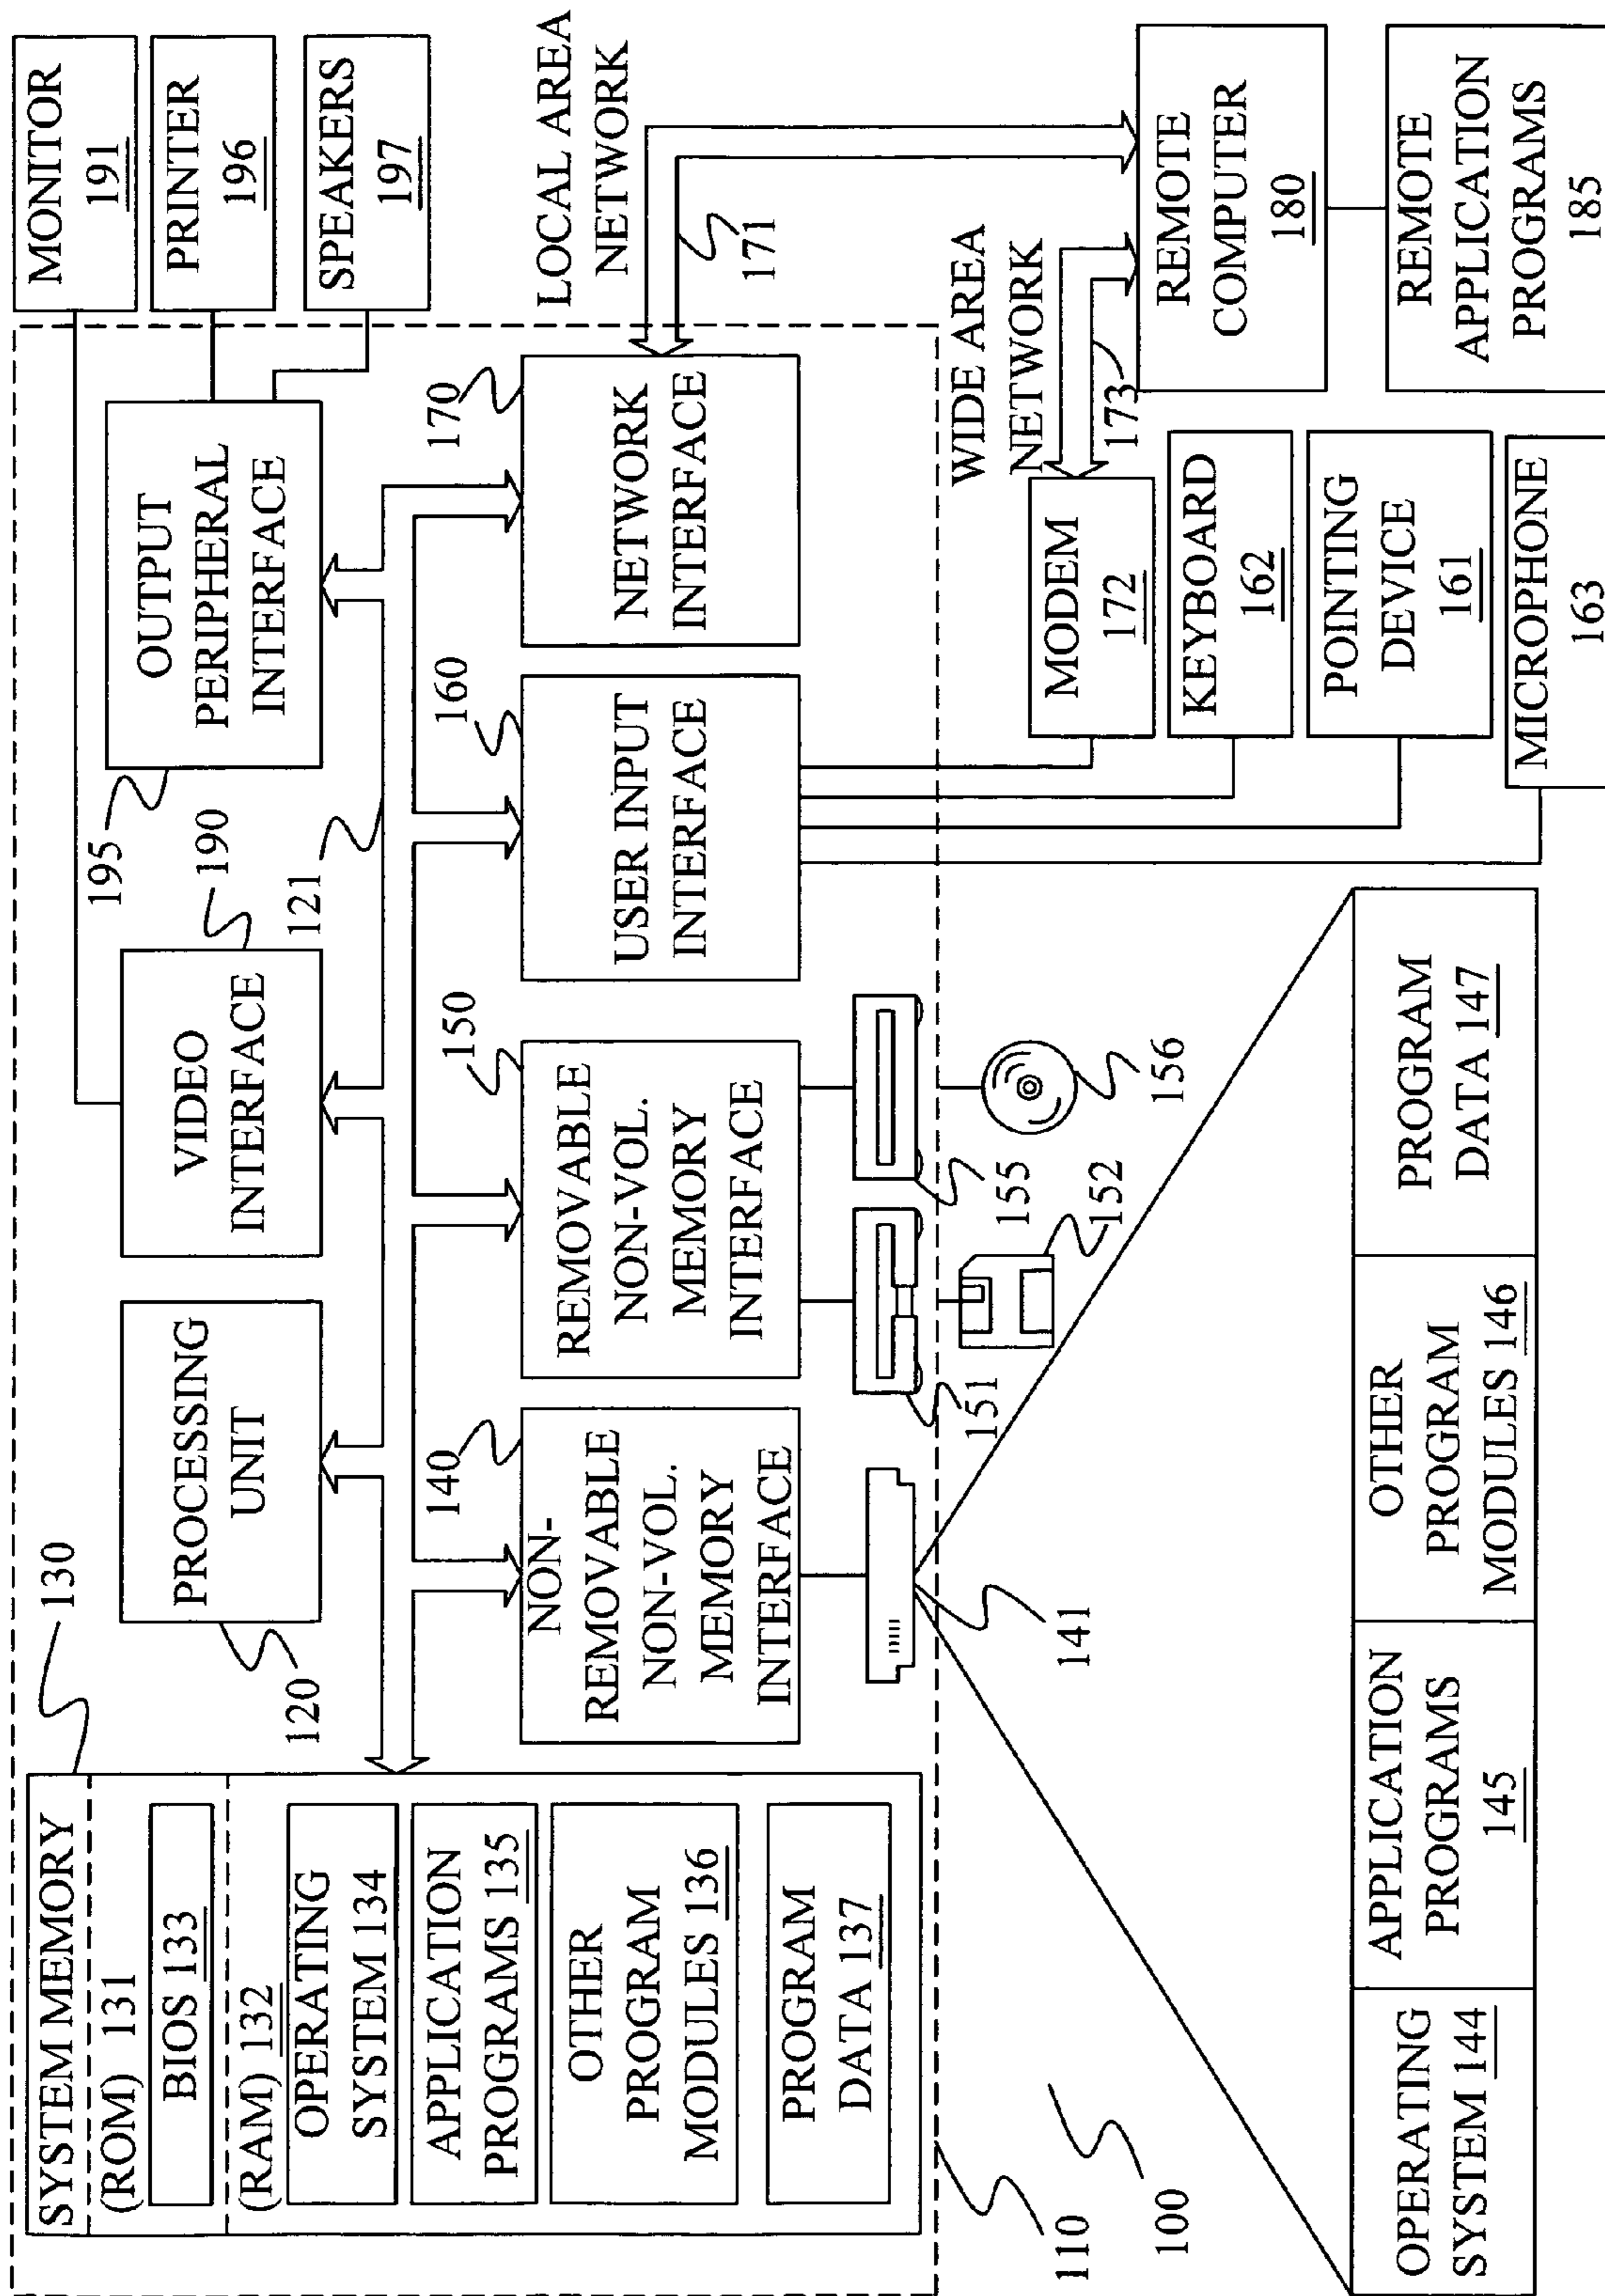 SYSTEM MEMORY
(ROM) 131
BIOS 133
(RAM) 132
OPERATING
SYSTEM 134
APPLICATION
PROGRAMS 135
OTHER
PROGRAM
MODULES 136
PROGRAM
DATA 137
130
PROCESSING
UNIT
120
VIDEO
INTERFACE
190
OUTPUT
PERIPHERAL
INTERFACE
195
121
MONITOR
191
PRINTER
196
SPEAKERS
197
NON-
REMOVABLE
NON-VOL.
MEMORY
INTERFACE
140
REMOVABLE
NON-VOL.
MEMORY
INTERFACE
150
USER INPUT
INTERFACE
160
NETWORK
INTERFACE
170
LOCAL AREA
NETWORK
171
WIDE AREA
NETWORK
173
141
151
152
155
156
MODEM
172
KEYBOARD
162
POINTING
DEVICE
161
MICROPHONE
163
REMOTE
COMPUTER
180
REMOTE
APPLICATION
PROGRAMS
185
110
100
OPERATING
SYSTEM 144
APPLICATION
PROGRAMS
145
OTHER
PROGRAM
MODULES 146
PROGRAM
DATA 147